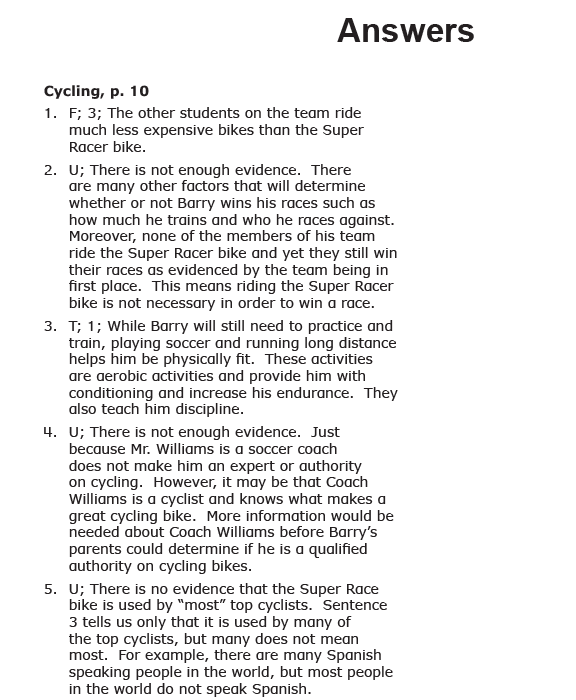 Answers
Cycling, p. 10
1. F; 3; The other students on the team ride
much less expensive bikes than the Super
Racer bike.
2. U; There is not enough evidence.  There
are many other factors that will determine
whether or not Barry wins his races such as
how much he trains and who he races against.
Moreover, none of the members of his team
ride the Super Racer bike and yet they still win
their races as evidenced by the team being in
first place.  This means riding the Super Racer
bike is not necessary in order to win a race.
3. T; 1; While Barry will still need to practice and
train, playing soccer and running long distance
helps him be physically fit.  These activities
are aerobic activities and provide him with
conditioning and increase his endurance.  They
also teach him discipline.
4. U; There is not enough evidence.  Just
because Mr. Williams is a soccer coach
does not make him an expert or authority
on cycling.  However, it may be that Coach
Williams is a cyclist and knows what makes a
great cycling bike.  More information would be
needed about Coach Williams before Barry’s
parents could determine if he is a qualified
authority on cycling bikes.
5. U; There is no evidence that the Super Race
bike is used by “most” top cyclists.  Sentence
3 tells us only that it is used by many of
the top cyclists, but many does not mean
most.  For example, there are many Spanish
speaking people in the world, but most people
in the world do not speak Spanish.